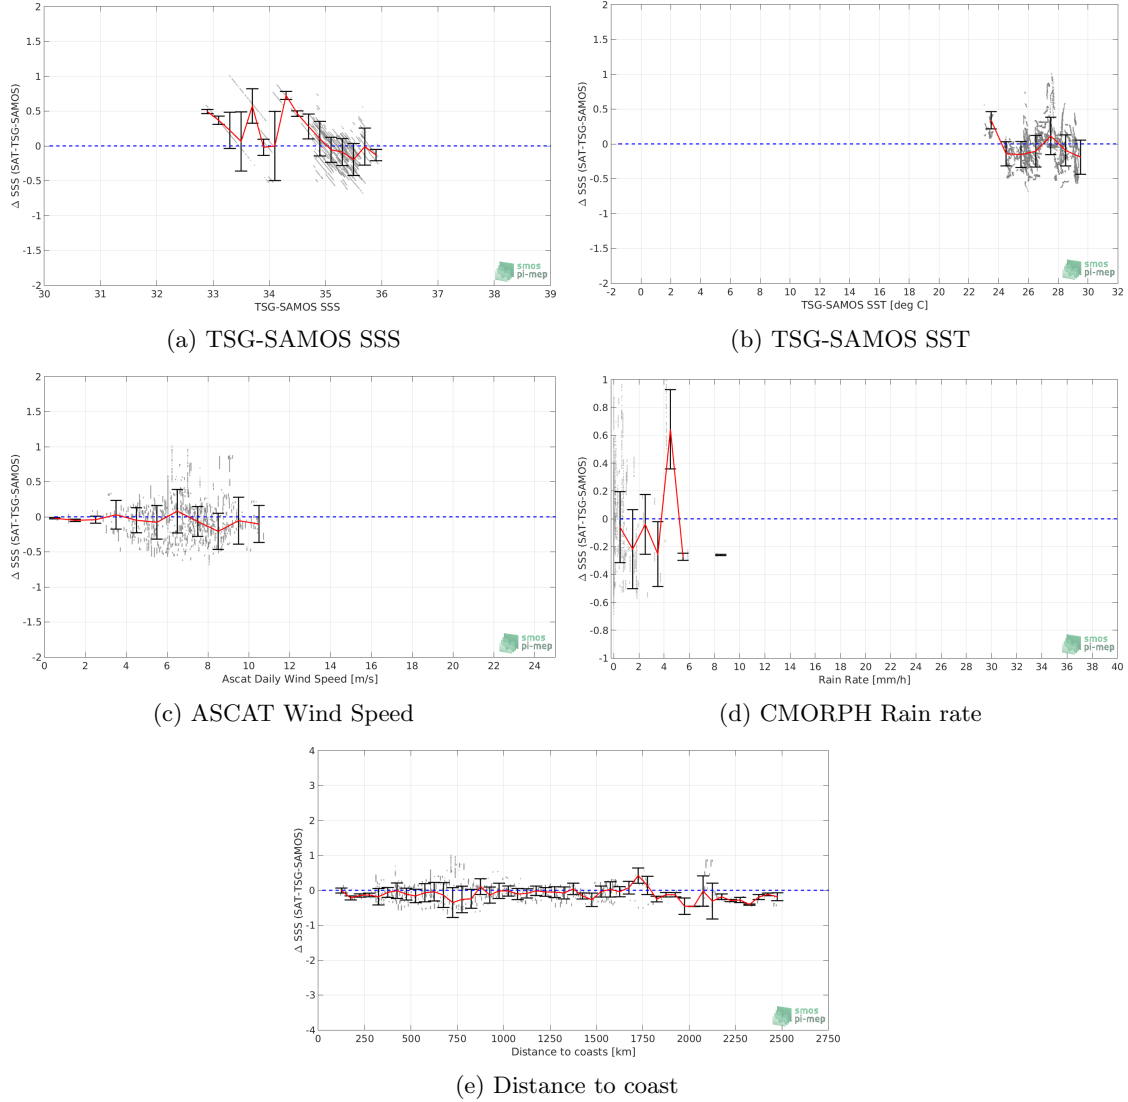 2
1.5
1
0.5
0
-0.5
-1
-1.5
-2
Δ SSS (SAT-TSG-SAMOS)
30 31 32 33 34 35 36 37 38 39
TSG-SAMOS SSS
smos
pi-mep
(a) TSG-SAMOS SSS
2
1.5
1
0.5
0
-0.5
-1
-1.5
-2
Δ SSS (SAT-TSG-SAMOS)
-2 0 2 4 6 8 10 12 14 16 18 20 22 24 26 28 30 32
TSG-SAMOS SST [deg C]
smos
pi-mep
(b) TSG-SAMOS SST
2
1.5
1
0.5
0
-0.5
-1
-1.5
-2
Δ SSS (SAT-TSG-SAMOS)
0 2 4 6 8 10 12 14 16 18 20 22 24
Ascat Daily Wind Speed [m/s]
smos
pi-mep
(c) ASCAT Wind Speed
1
0.8
0.6
0.4
0.2
0
-0.2
-0.4
-0.6
-0.8
-1
Δ SSS (SAT-TSG-SAMOS)
0 2 4 6 8 10 12 14 16 18 20 22 24 26 28 30 32 34 36 38 40
Rain Rate [mm/h]
smos
pi-mep
(d) CMORPH Rain rate
4
3
2
1
0
-1
-2
-3
-4
Δ SSS (SAT-TSG-SAMOS)
0 250 500 750 1000 1250 1500 1750 2000 2250 2500 2750
Distance to coasts [km]
smos
pi-mep
(e) Distance to coast